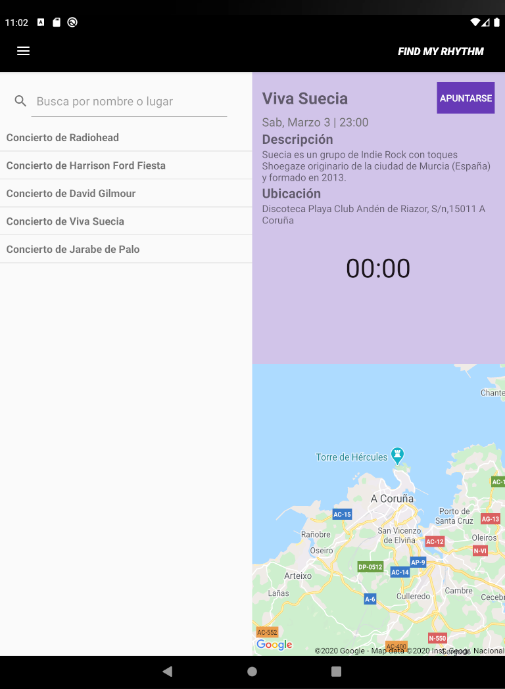 11:02
FIND MY RHYTHM
Busca por nombre o lugar
Concierto de Radiohead
Concierto de Harrison Ford Fiesta
Concierto de David Gilmour
Concierto de Viva Suecia
Concierto de Jarabe de Palo
Viva Suecia
APUNTARSE
Sab, Marzo 3 | 23:00
Descripción
Suecia es un grupo de Indie Rock con toques
Shoegaze originario de la ciudad de Murcia (España)
y formado en 2013.
Ubicación
Discoteca Playa Club Andén de Riazor, S/n,15011 A
Coruña
00:00
Chante
Torre de Hércules
AC-1
A Coruña
AC-15
Porto de
Santa Cruz
AG-13
San Vicenzo
de Elviña
Rañobre
AC-12
Oleiros
Oseiro
N-VI
AP-9
DP-0512
AC-14
Arteixo
Lañas
Culleredo
Cambre
Cecebr
A-6
AC-552
N-550
AC-400
Google
©2020 Google - Map data ©2020 Inst. Geogr. Nacional